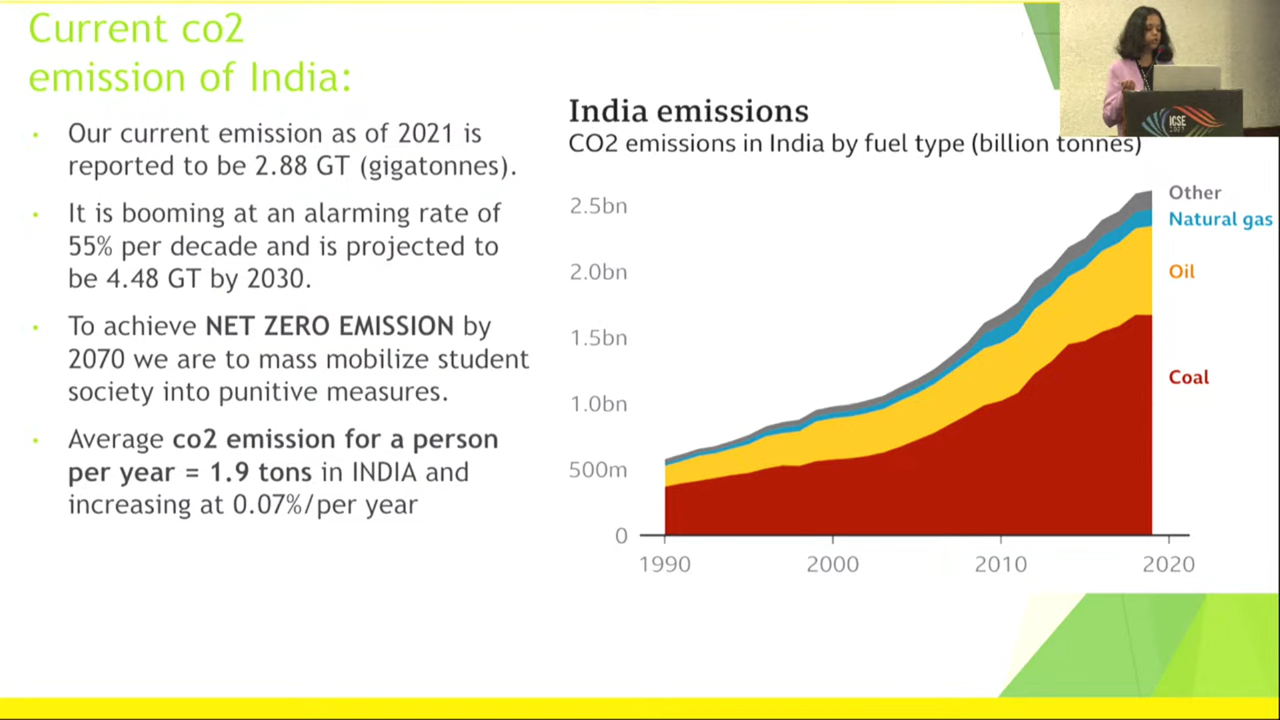 Current co2
emission of India:
Our current emission as of 2021 is
reported to be 2.88 GT (gigatonnes).
It is booming at an alarming rate of
55% per decade and is projected to
be 4.48 GT by 2030.
To achieve NET ZERO EMISSION by
2070 we are to mass mobilize student
society into punitive measures.
Average co2 emission for a person
per year = 1.9 tons in INDIA and
increasing at 0.07%/per year
India emissions
CO2 emissions in India by fuel type (billion tonnes)
2.5bn
2.0bn
1.5bn
1.0bn
500m
0
1990
2000
2010
2020
Other
Natural gas
Oil
Coal
ICSE